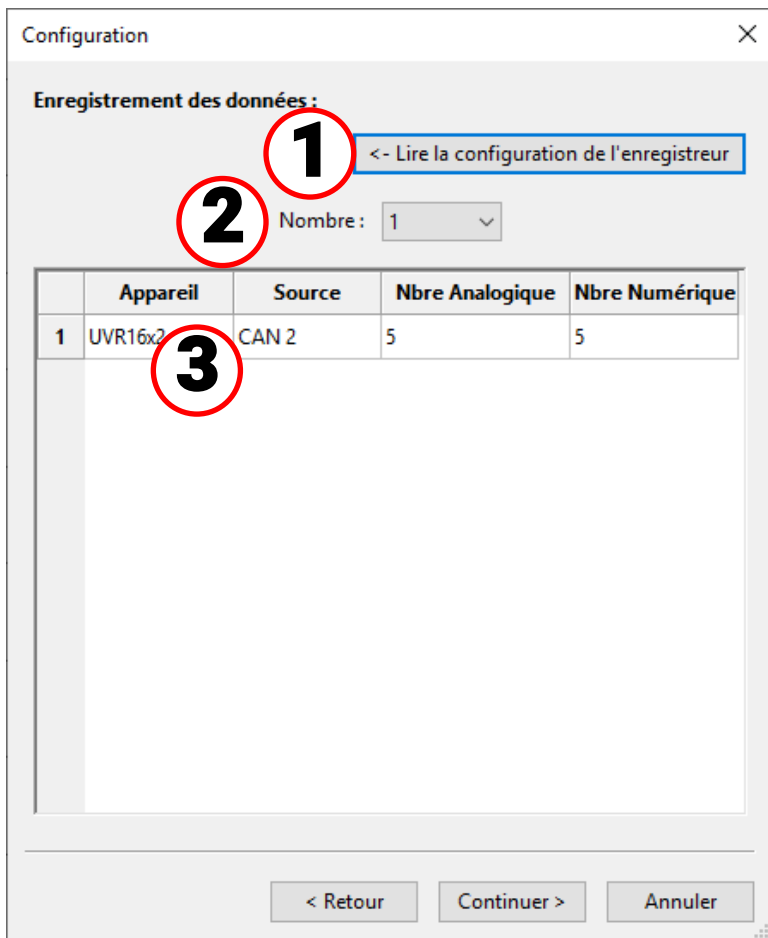 Configuration
Enregistrement des données :
1
<- Lire la configuration de l'enregistreur
2
Nombre : 1
Appareil Source Nbre Analogique Nbre Numérique
1 UVR16x2 CAN 2 5 5
3
< Retour Continuer > Annuler